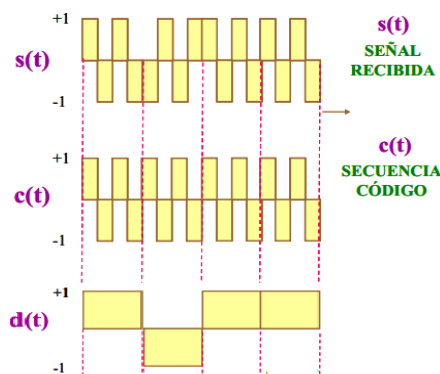 +1
s(t)
s(t)
SEÑAL
RECIBIDA
-1
+1
c(t)
c(t)
SECUENCIA
CÓDIGO
-1
+1
d(t)
-1